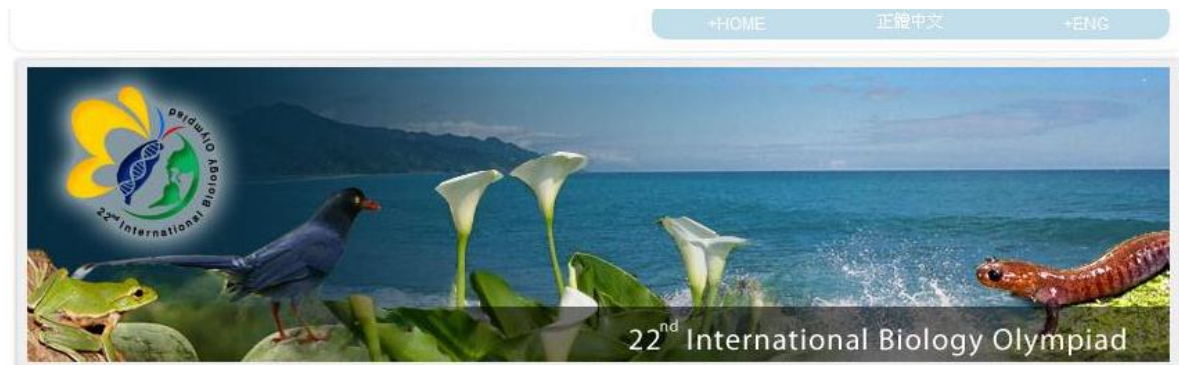 +HOME 正體中文 +ENG
22nd International Biology Olympiad
22nd International Biology Olympiad